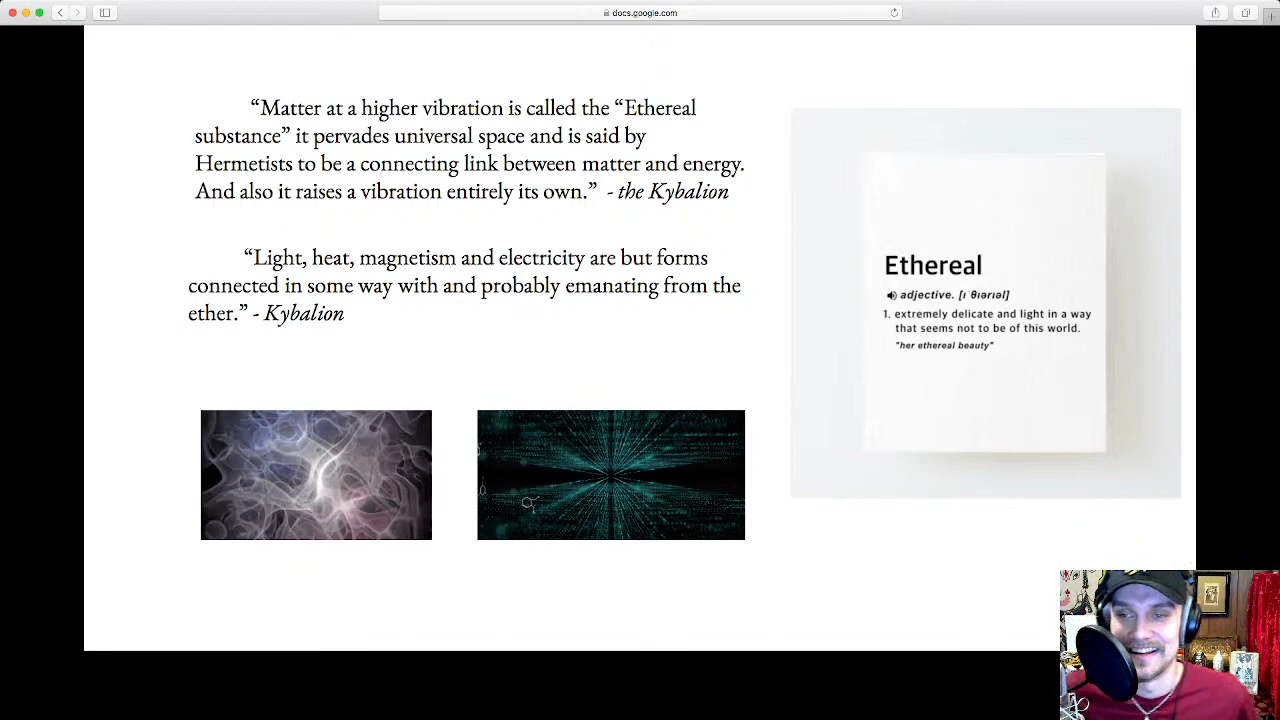 docs.google.com
“Matter at a higher vibration is called the “Ethereal
substance” it pervades universal space and is said by
Hermetists to be a connecting link between matter and energy.
And also it raises a vibration entirely its own.” - the Kybalion
“Light, heat, magnetism and electricity are but forms
connected in some way with and probably emanating from the
ether.” - Kybalion
Ethereal
adjective. [ɪˈθɪərɪəl]
1. extremely delicate and light in a way
that seems not to be of this world.
"her ethereal beauty"